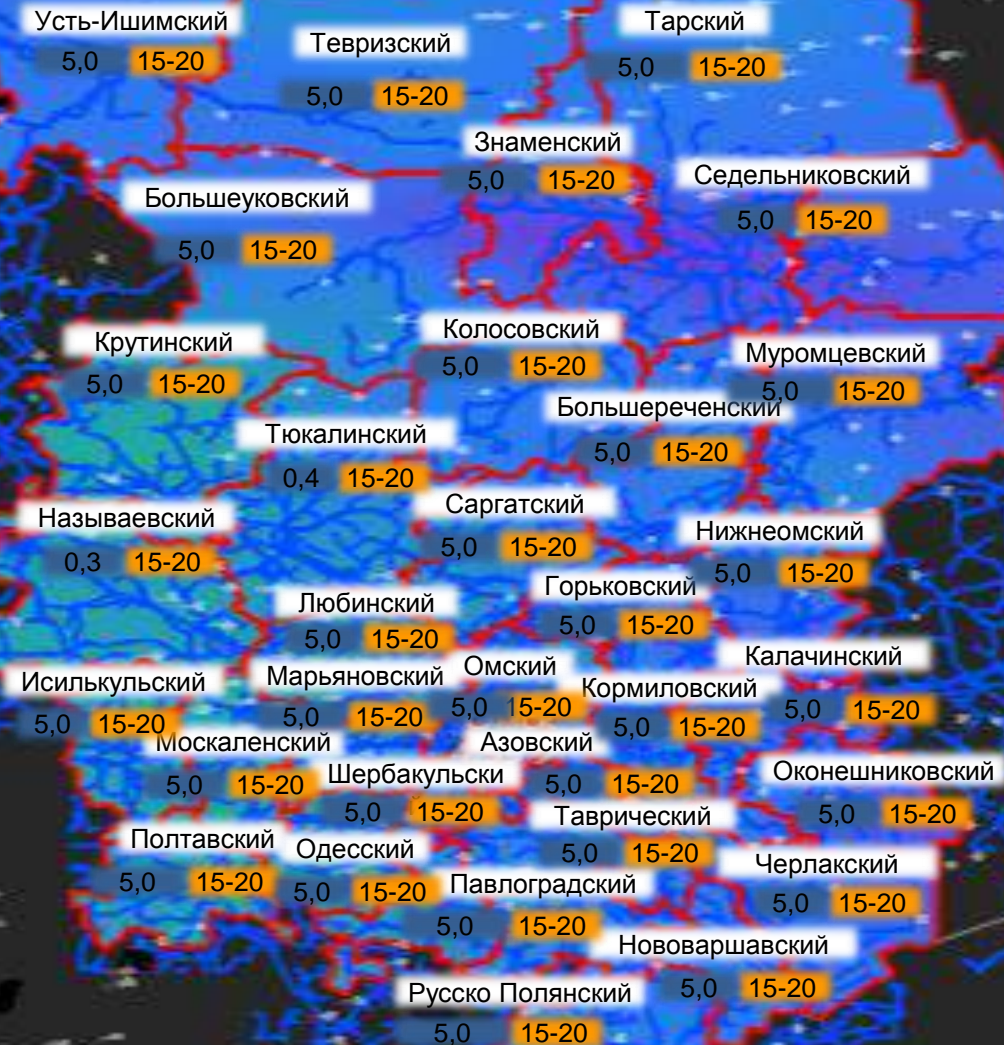 Усть-Ишимский
5,0 15-20
Тевризский
5,0 15-20
Тарский
5,0 15-20
Знаменский
5,0 15-20
Седельниковский
5,0 15-20
Большеуковский
5,0 15-20
Крутинский
5,0 15-20
Колосовский
5,0 15-20
Муромцевский
5,0 15-20
Большереченский
5,0 15-20
Тюкалинский
0,4 15-20
Саргатский
5,0 15-20
Называевский
0,3 15-20
Нижнеомский
5,0 15-20
Горьковский
5,0 15-20
Любинский
5,0 15-20
Калачинский
5,0 15-20
Омский
5,0 15-20
Марьяновский
5,0 15-20
Исилькульский
5,0 15-20
Кормиловский
5,0 15-20
Москаленский
5,0 15-20
Азовский
5,0 15-20
Шербакульски
5,0 15-20
Оконешниковский
5,0 15-20
Таврический
5,0 15-20
Полтавский
5,0 15-20
Одесский
5,0 15-20
Черлакский
5,0 15-20
Павлоградский
5,0 15-20
Нововаршавский
5,0 15-20
Русско Полянский
5,0 15-20